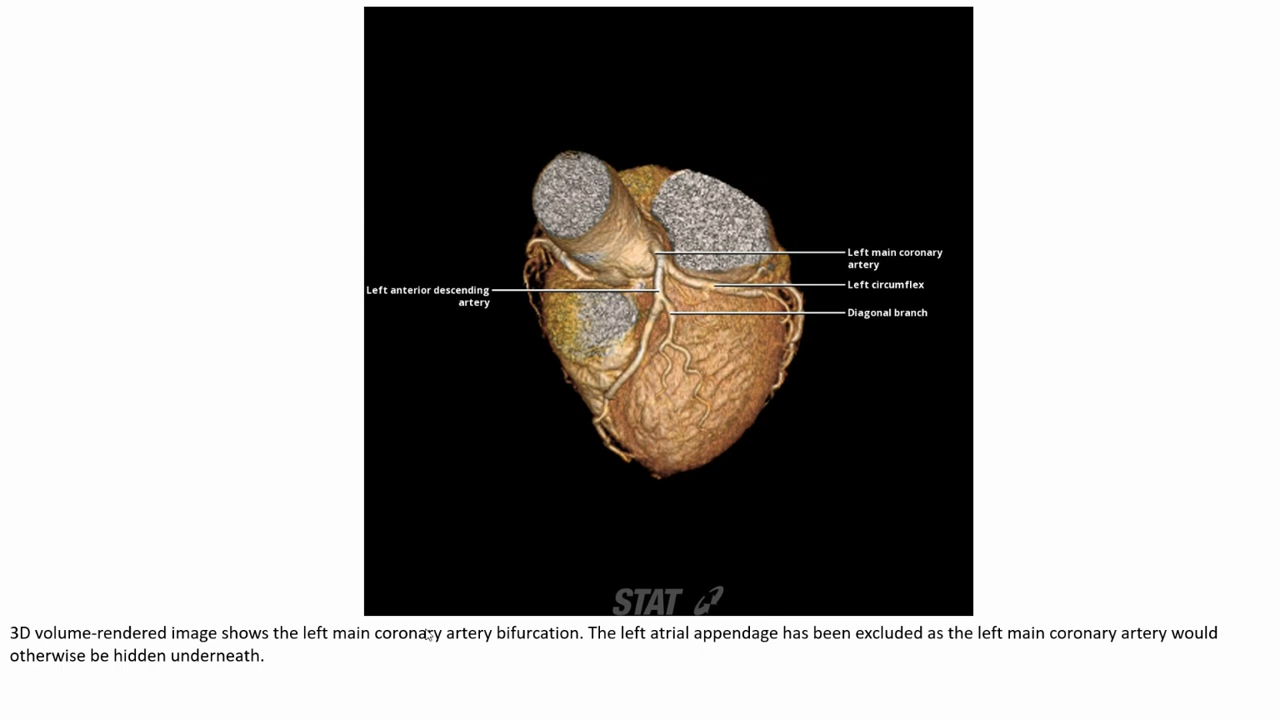 Left main coronary
artery
Left anterior descending
artery
Left circumflex
Diagonal branch
STAT
3D volume-rendered image shows the left main coronary artery bifurcation. The left atrial appendage has been excluded as the left main coronary artery would
otherwise be hidden underneath.